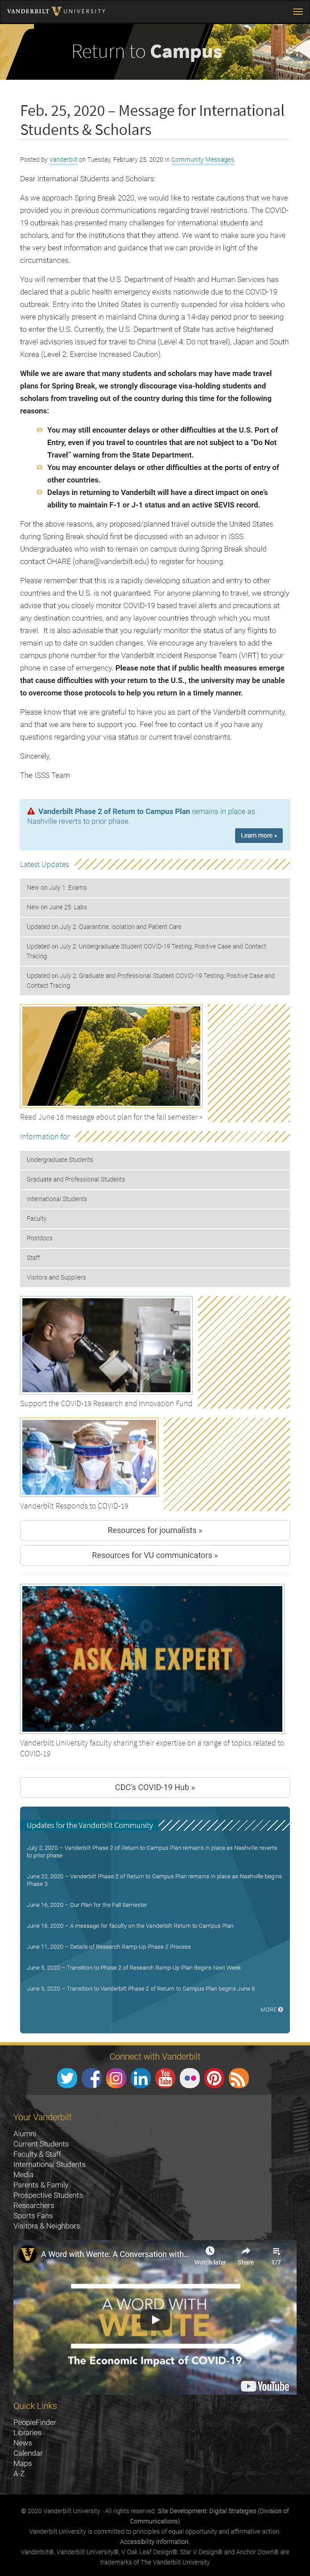 VANDERBILT UNIVERSITY
Return to Campus
Feb. 25, 2020 – Message for International
Students & Scholars
Posted by Vanderbilt on Tuesday, February 25, 2020 in Community Messages.
Dear International Students and Scholars:
As we approach Spring Break 2020, we would like to restate cautions that we have
provided you in previous communications regarding travel restrictions. The COVID-
19 outbreak has presented many challenges for international students and
scholars, and for the institutions that they attend. We want to make sure you have
the very best information and guidance that we can provide in light of the
circumstances.
You will remember that the U.S. Department of Health and Human Services has
declared that a public health emergency exists nationwide due to the COVID-19
outbreak. Entry into the United States is currently suspended for visa holders who
were physically present in mainland China during a 14-day period prior to seeking
to enter the U.S. Currently, the U.S. Department of State has active heightened
travel advisories issued for travel to China (Level 4: Do not travel), Japan and South
Korea (Level 2: Exercise Increased Caution).
While we are aware that many students and scholars may have made travel
plans for Spring Break, we strongly discourage visa-holding students and
scholars from traveling out of the country during this time for the following
reasons:
You may still encounter delays or other difficulties at the U.S. Port of
Entry, even if you travel to countries that are not subject to a “Do Not
Travel” warning from the State Department.
You may encounter delays or other difficulties at the ports of entry of
other countries.
Delays in returning to Vanderbilt will have a direct impact on one’s
ability to maintain F-1 or J-1 status and an active SEVIS record.
For the above reasons, any proposed/planned travel outside the United States
during Spring Break should first be discussed with an advisor in ISSS.
Undergraduates who wish to remain on campus during Spring Break should
contact OHARE (ohare@vanderbilt.edu) to register for housing.
Please remember that this is a rapidly developing situation and entry to other
countries and the U.S. is not guaranteed. For anyone planning to travel, we strongly
advise that you closely monitor COVID-19 based travel alerts and precautions at
any destination countries, and any layover countries through which you must
travel.  It is also advisable that you regularly monitor the status of any flights to
remain up to date on sudden changes. We encourage any travelers to add the
campus phone number for the Vanderbilt Incident Response Team (VIRT) to your
phone in case of emergency. Please note that if public health measures emerge
that cause difficulties with your return to the U.S., the university may be unable
to overcome those protocols to help you return in a timely manner.
Please know that we are grateful to have you as part of the Vanderbilt community,
and that we are here to support you. Feel free to contact us if you have any
questions regarding your visa status or current travel constraints.
Sincerely,
The ISSS Team
Vanderbilt Phase 2 of Return to Campus Plan remains in place as
Nashville reverts to prior phase.
Learn more »
Latest Updates
New on July 1: Exams
New on June 25: Labs
Updated on July 2: Quarantine, Isolation and Patient Care
Updated on July 2: Undergraduate Student COVID-19 Testing, Positive Case and Contact
Tracing
Updated on July 2: Graduate and Professional Student COVID-19 Testing, Positive Case and
Contact Tracing
Read June 16 message about plan for the fall semester »
Information for
Undergraduate Students
Graduate and Professional Students
International Students
Faculty
Postdocs
Staff
Visitors and Suppliers
Support the COVID-19 Research and Innovation Fund
Vanderbilt Responds to COVID-19
Resources for journalists »
Resources for VU communicators »
ASK AN EXPERT
Vanderbilt University faculty sharing their expertise on a range of topics related to
COVID-19
CDC’s COVID-19 Hub »
Updates for the Vanderbilt Community
July 2, 2020 – Vanderbilt Phase 2 of Return to Campus Plan remains in place as Nashville reverts
to prior phase
June 22, 2020 – Vanderbilt Phase 2 of Return to Campus Plan remains in place as Nashville begins
Phase 3
June 16, 2020 – Our Plan for the Fall Semester
June 16, 2020 – A message for faculty on the Vanderbilt Return to Campus Plan
June 11, 2020 – Details of Research Ramp-Up Phase 2 Process
June 5, 2020 – Transition to Phase 2 of Research Ramp-Up Plan Begins Next Week
June 5, 2020 – Transition to Vanderbilt Phase 2 of Return to Campus Plan begins June 8
MORE
Connect with Vanderbilt
You Tube
Your Vanderbilt
Alumni
Current Students
Faculty & Staff
International Students
Media
Parents & Family
Prospective Students
Researchers
Sports Fans
Visitors & Neighbors
A Word with Wente: A Conversation with...
Watch later
Share
1/7
A WORD WITH
WENTE
The Economic Impact of COVID-19
YouTube
Quick Links
PeopleFinder
Libraries
News
Calendar
Maps
A-Z
© 2020 Vanderbilt University · All rights reserved. Site Development: Digital Strategies (Division of
Communications)
Vanderbilt University is committed to principles of equal opportunity and affirmative action.
Accessibility information.
Vanderbilt®, Vanderbilt University®, V Oak Leaf Design®, Star V Design® and Anchor Down® are
trademarks of The Vanderbilt University